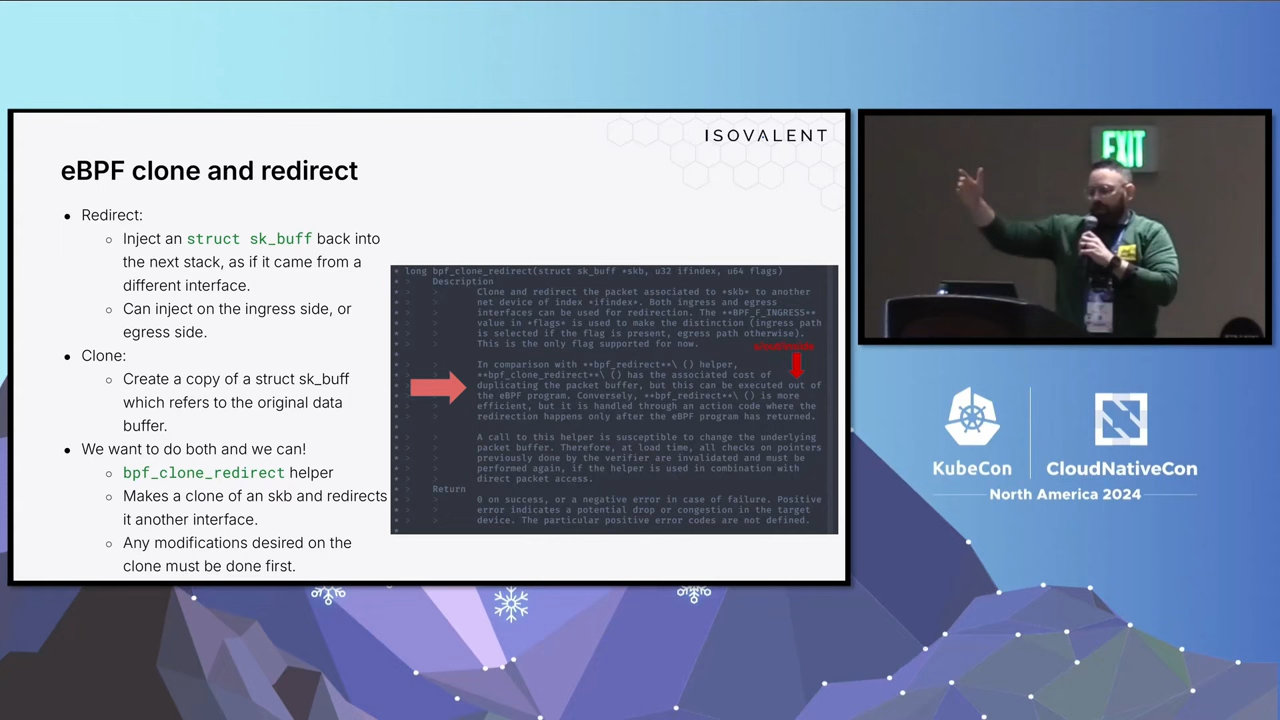 ISOVALENT
eBPF clone and redirect
● Redirect:
○ Inject an struct sk_buff back into
the next stack, as if it came from a
different interface.
○ Can inject on the ingress side, or
egress side.
● Clone:
○ Create a copy of a struct sk_buff
which refers to the original data
buffer.
● We want to do both and we can!
○ bpf_clone_redirect helper
○ Makes a clone of an skb and redirects
it another interface.
○ Any modifications desired on the
clone must be done first.
* long bpf_clone_redirect(struct sk_buff *skb, u32 ifindex, u64 flags)
* > Description
* > > Clone and redirect the packet associated to *skb* to another
* > > net device of index *ifindex*. Both ingress and egress
* > > interfaces can be used for redirection. The **BPF_F_INGRESS**
* > > value in *flags* is used to make the distinction (ingress path
* > > is selected if the flag is present, egress path otherwise).
* > > This is the only flag supported for now.
*
* > > In comparison with **bpf_redirect**\ () helper,
* > > **bpf_clone_redirect**\ () has the associated cost of
* > > duplicating the packet buffer, but this can be executed out of
* > > the eBPF program. Conversely, **bpf_redirect**\ () is more
* > > efficient, but it is handled through an action code where the
* > > redirection happens only after the eBPF program has returned.
*
* > > A call to this helper is susceptible to change the underlying
* > > packet buffer. Therefore, at load time, all checks on pointers
* > > previously done by the verifier are invalidated and must be
* > > performed again, if the helper is used in combination with
* > > direct packet access.
* > Return
* > > 0 on success, or a negative error in case of failure. Positive
* > > error indicates a potential drop or congestion in the target
* > > device. The particular positive error codes are not defined.
*
EXIT
KubeCon
CloudNativeCon
North America 2024